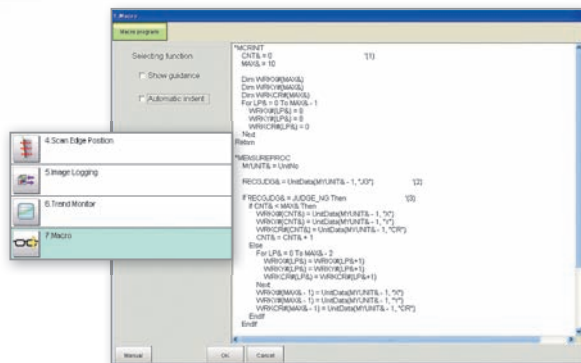 7.Macro
Macro program
Selecting function
Show guidance
Automatic indent
4.Scan Edge Position
5.Image Logging
6.Trend Monitor
7.Macro
*MCRINIT
CNT& = 0 '(1)
MAX& = 10
Dim WRKX#(MAX&)
Dim WRKY#(MAX&)
Dim WRKCR#(MAX&)
For LP& = 0 To MAX& - 1
WRKX#(LP&) = 0
WRKY#(LP&) = 0
WRKCR#(LP&) = 0
Next
Return
*MEASUREPROC
MYUNIT& = UnitNo
RECGJDG& = UnitData(MYUNIT& - 1, "JG") '(2)
If RECGJDG& = JUDGE_NG Then '(3)
If CNT& < MAX& Then
WRKX#(CNT&) = UnitData(MYUNIT& - 1, "X")
WRKY#(CNT&) = UnitData(MYUNIT& - 1, "Y")
WRKCR#(CNT&) = UnitData(MYUNIT& - 1, "CR")
CNT& = CNT& + 1
Else
For LP& = 0 To MAX& - 2
WRKX#(LP&) = WRKX#(LP&+1)
WRKY#(LP&) = WRKY#(LP&+1)
WRKCR#(LP&) = WRKCR#(LP&+1)
Next
WRKX#(MAX& - 1) = UnitData(MYUNIT& - 1, "X")
WRKY#(MAX& - 1) = UnitData(MYUNIT& - 1, "Y")
WRKCR#(MAX& - 1) = UnitData(MYUNIT& - 1, "CR")
Endif
Endif
Manual
OK
Cancel